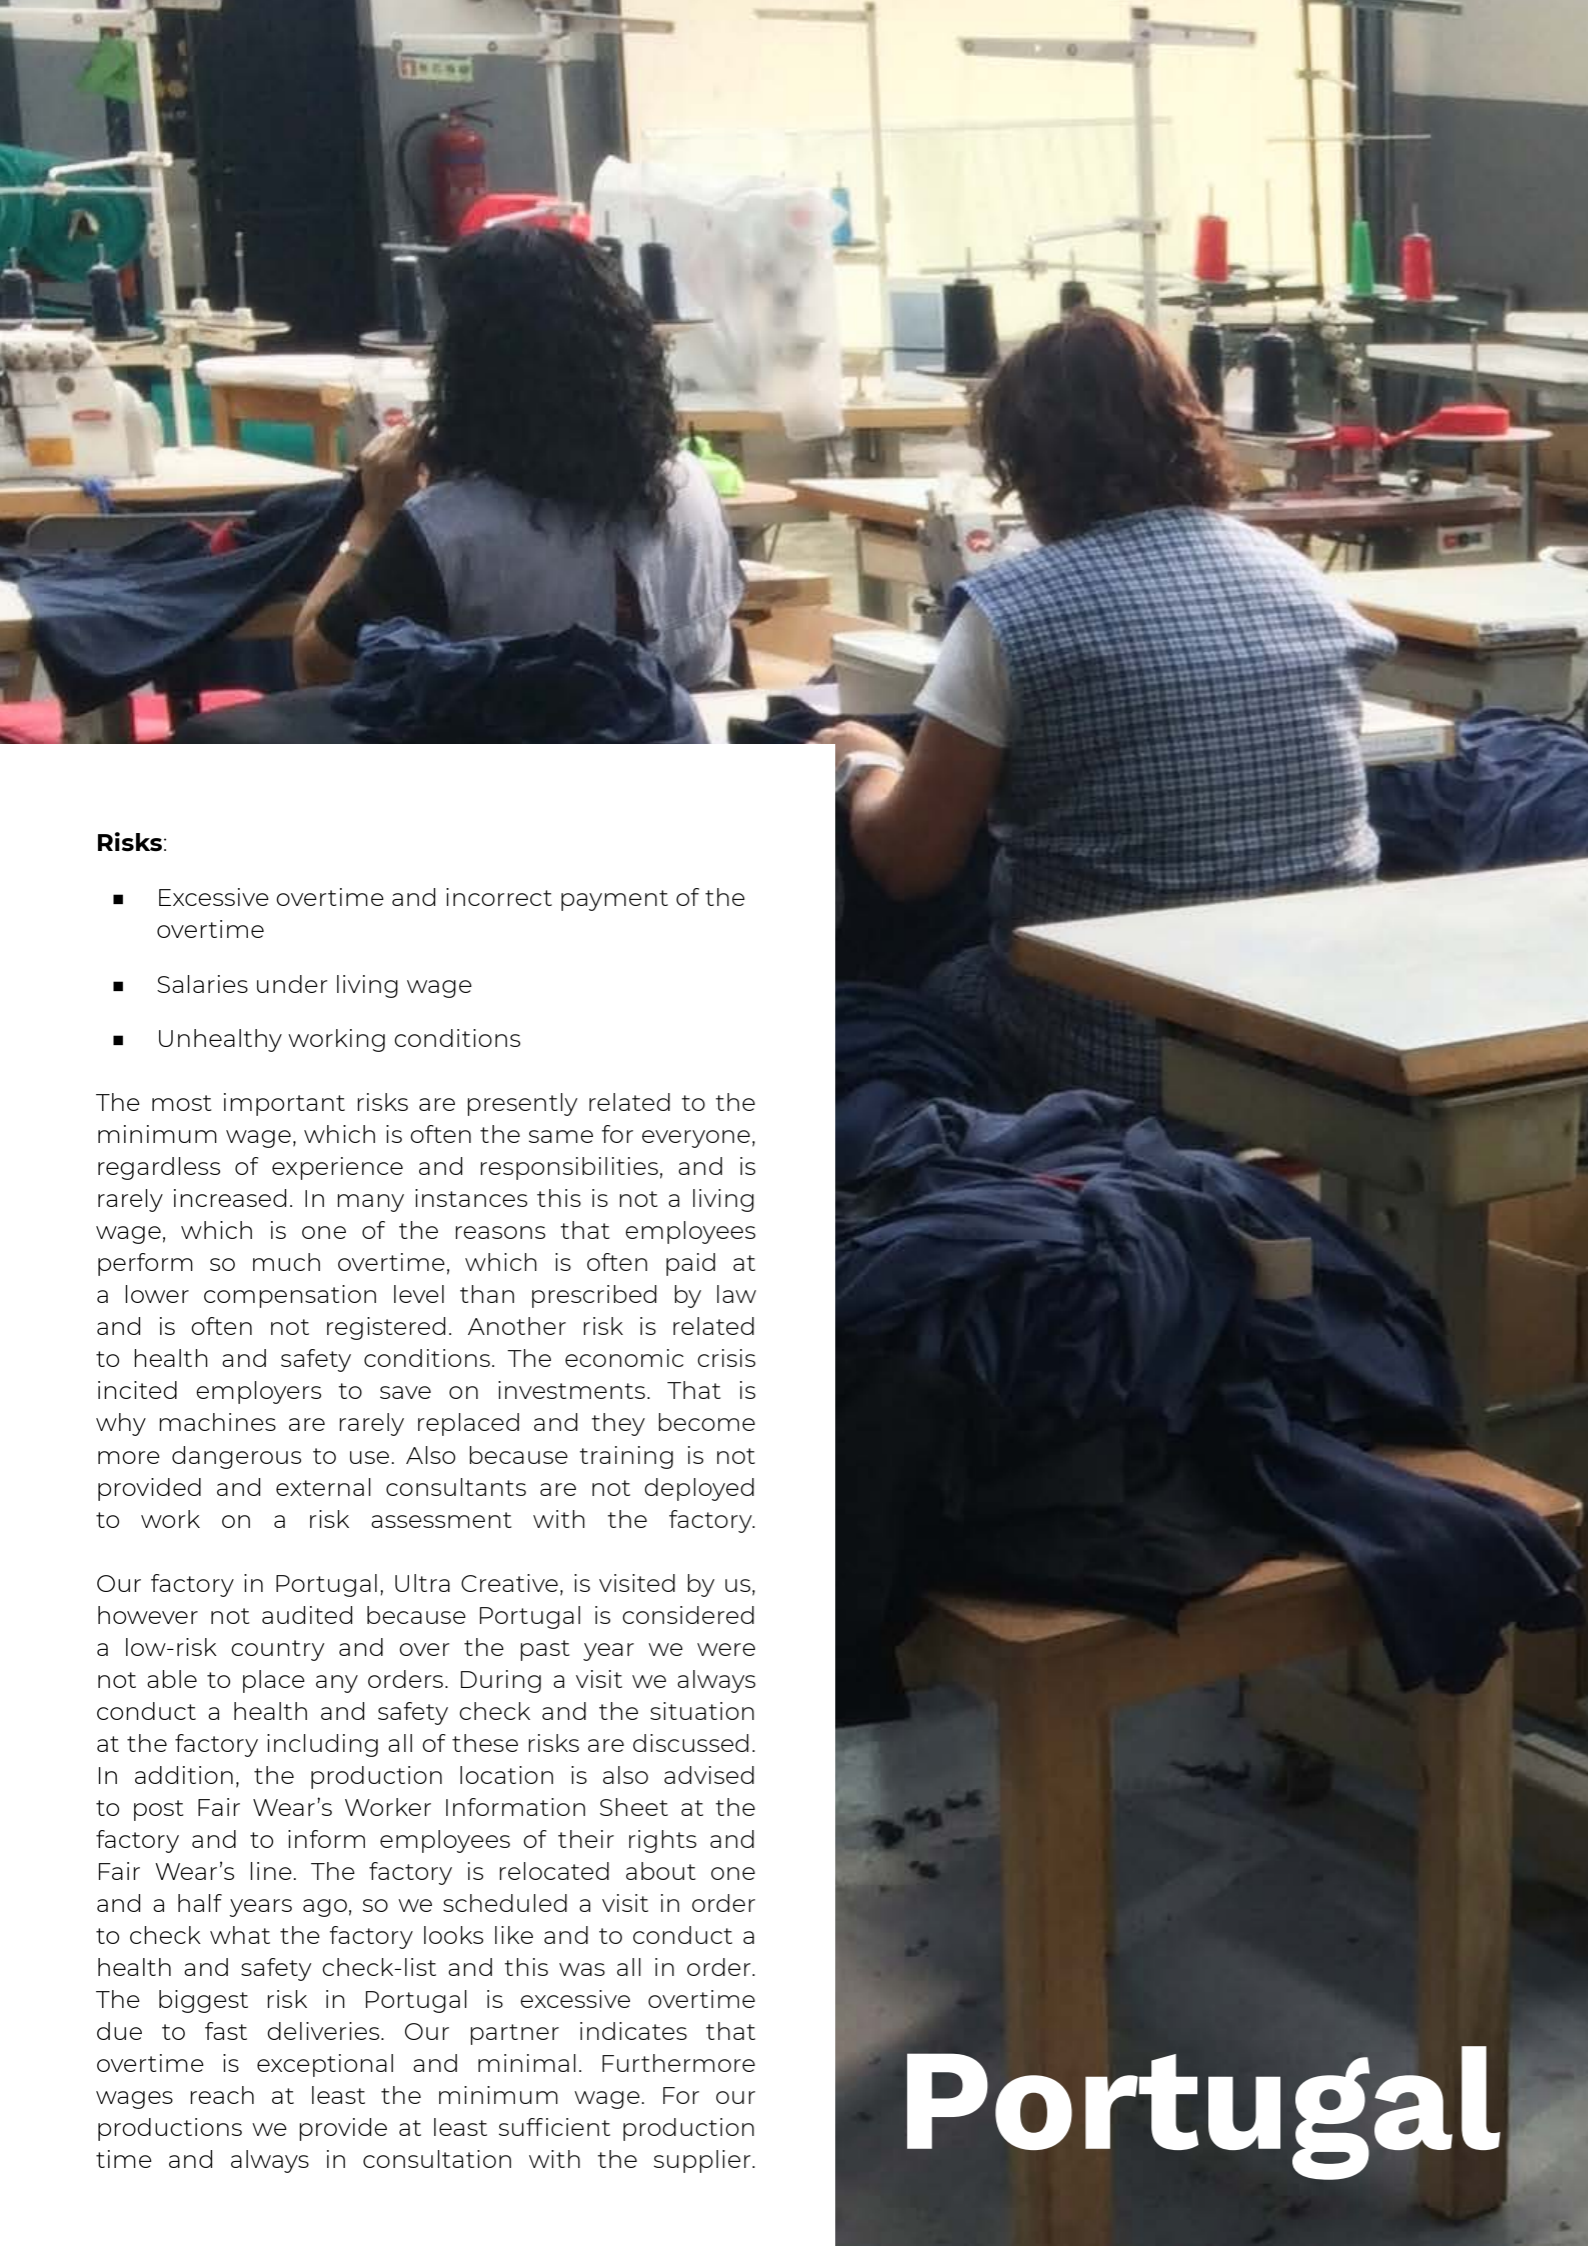 Risks:
▪ Excessive overtime and incorrect payment of the
overtime
▪ Salaries under living wage
▪ Unhealthy working conditions
The most important risks are presently related to the
minimum wage, which is often the same for everyone,
regardless of experience and responsibilities, and is
rarely increased. In many instances this is not a living
wage, which is one of the reasons that employees
perform so much overtime, which is often paid at
a lower compensation level than prescribed by law
and is often not registered. Another risk is related
to health and safety conditions. The economic crisis
incited employers to save on investments. That is
why machines are rarely replaced and they become
more dangerous to use. Also because training is not
provided and external consultants are not deployed
to work on a risk assessment with the factory.
Our factory in Portugal, Ultra Creative, is visited by us,
however not audited because Portugal is considered
a low-risk country and over the past year we were
not able to place any orders. During a visit we always
conduct a health and safety check and the situation
at the factory including all of these risks are discussed.
In addition, the production location is also advised
to post Fair Wear’s Worker Information Sheet at the
factory and to inform employees of their rights and
Fair Wear’s line. The factory is relocated about one
and a half years ago, so we scheduled a visit in order
to check what the factory looks like and to conduct a
health and safety check-list and this was all in order.
The biggest risk in Portugal is excessive overtime
due to fast deliveries. Our partner indicates that
overtime is exceptional and minimal. Furthermore
wages reach at least the minimum wage. For our
productions we provide at least sufficient production
time and always in consultation with the supplier.
Portugal